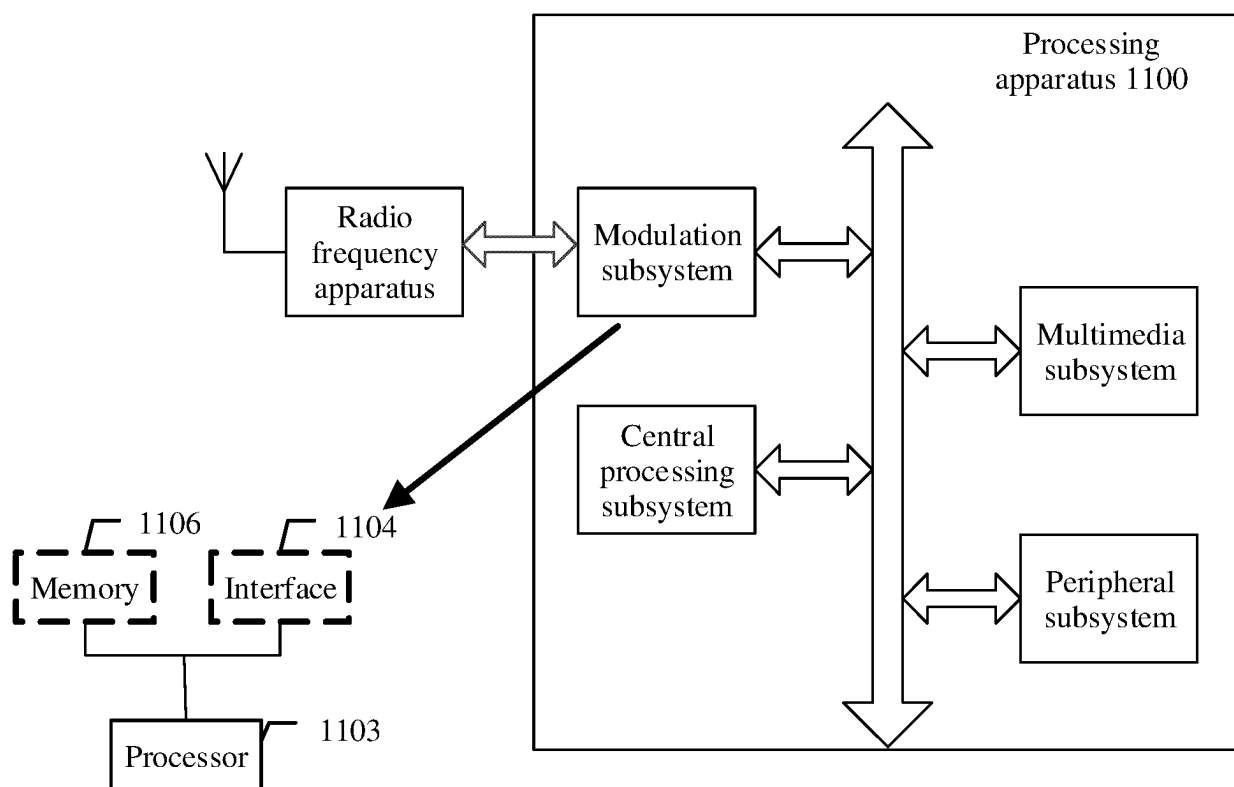 Processing
apparatus 1100
Radio
frequency
apparatus
Modulation
subsystem
Multimedia
subsystem
Central
processing
subsystem
1106
1104
Memory
Interface
Peripheral
subsystem
1103
Processor